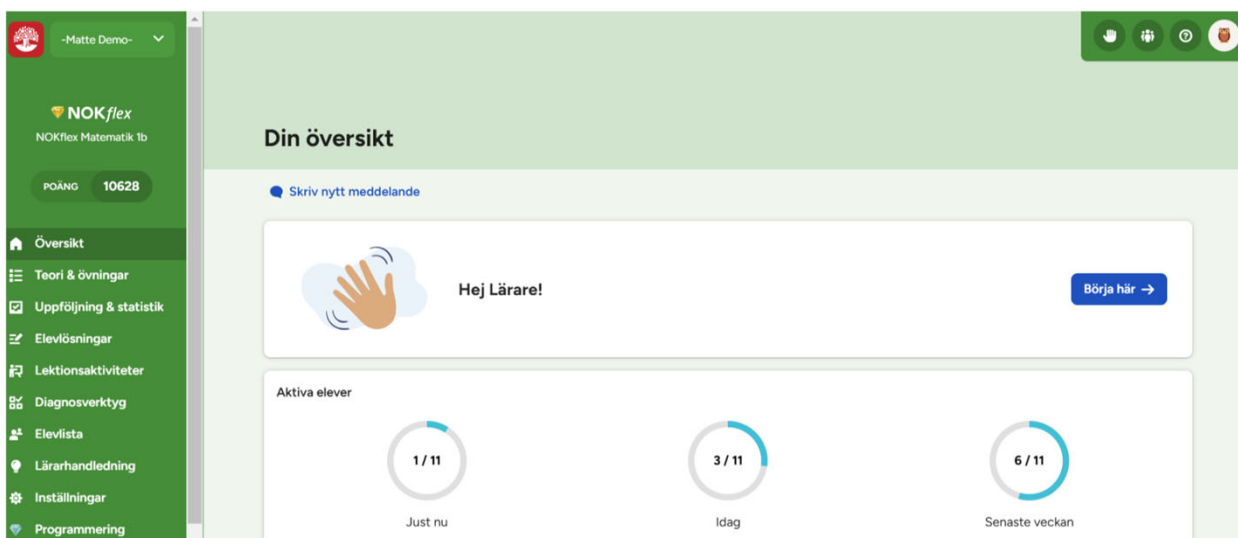 -Matte Demo-
NOKflex
NOKflex Matematik 1b
POÄNG 10628
Översikt
Teori & övningar
Uppföljning & statistik
Elevlösningar
Lektionsaktiviteter
Diagnosverktyg
Elevlista
Lärarhandledning
Inställningar
Programmering
Din översikt
Skriv nytt meddelande
Hej Lärare!
Börja här →
Aktiva elever
1 / 11
3 / 11
6 / 11
Just nu
Idag
Senaste veckan